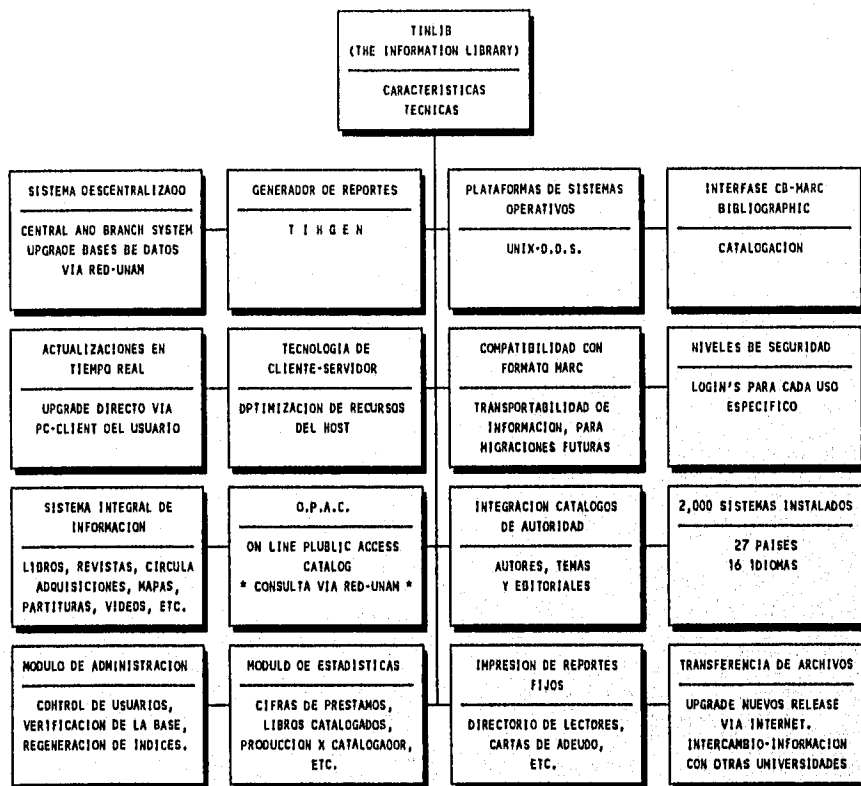 TINLIB
(THE INFORMATION LIBRARY)
CARACTERISTICAS
TECNICAS
SISTEMA DESCENTRALIZADO
CENTRAL AND BRANCH SYSTEM
UPGRADE BASES DE DATOS
VIA RED-UNAM
GENERADOR DE REPORTES
T I H G E N
PLATAFORMAS DE SISTEMAS
OPERATIVOS
UNIX-D.D.S.
INTERFASE CB-MARC
BIBLIOGRAPHIC
CATALOGACION
ACTUALIZACIONES EN
TIEMPO REAL
UPGRADE DIRECTO VIA
PC-CLIENT DEL USUARIO
TECNOLOGIA DE
CLIENTE-SERVIDOR
OPTIMIZACION DE RECURSOS
DEL HOST
COMPATIBILIDAD CON
FORMATO MARC
TRANSPORTABILIDAD DE
INFORMACION, PARA
MIGRACIONES FUTURAS
NIVELES DE SEGURIDAD
LOGIN'S PARA CADA USO
ESPECIFICO
SISTEMA INTEGRAL DE
INFORMACION
LIBROS, REVISTAS, CIRCULA
ADQUISICIONES, MAPAS,
PARTITURAS, VIDEOS, ETC.
O.P.A.C.
ON LINE PLUBLIC ACCESS
CATALOG
* CONSULTA VIA RED-UNAM *
INTEGRACION CATALOGOS
DE AUTORIDAD
AUTORES, TEMAS
Y EDITORIALES
2,000 SISTEMAS INSTALADOS
27 PAISES
16 IDIOMAS
MODULO DE ADMINISTRACION
CONTROL DE USUARIOS,
VERIFICACION DE LA BASE,
REGENERACION DE INDICES.
MODULO DE ESTADISTICAS
CIFRAS DE PRESTAMOS,
LIBROS CATALOGADOS,
PRODUCCION X CATALOGADOR,
ETC.
IMPRESION DE REPORTES
FIJOS
DIRECTORIO DE LECTORES,
CARTAS DE ADEUDO,
ETC.
TRANSFERENCIA DE ARCHIVOS
UPGRADE NUEVOS RELEASE
VIA INTERNET.
INTERCAMBIO-INFORMACION
CON OTRAS UNIVERSIDADES